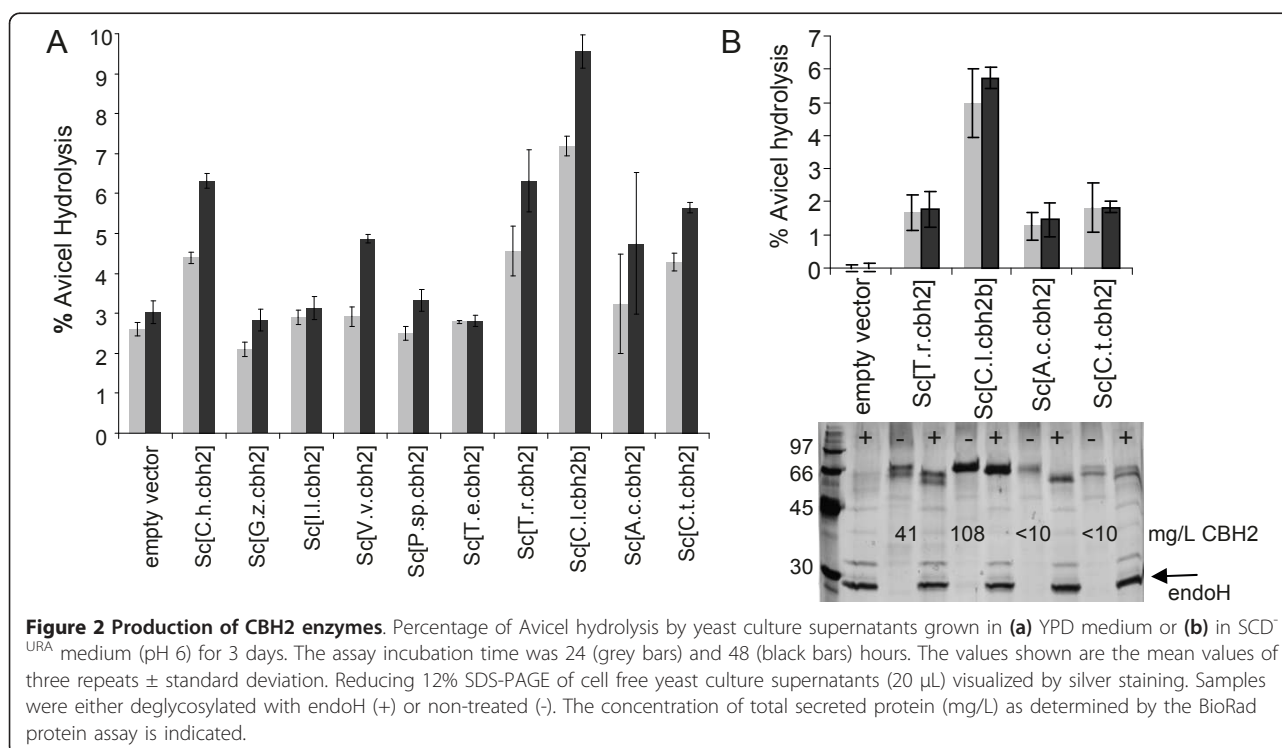 A
% Avicel Hydrolysis
10
9
8
7
6
5
4
3
2
1
0
empty vector
Sc[C.h.cbh2]
Sc[G.z.cbh2]
Sc[I.l.cbh2]
Sc[V.v.cbh2]
Sc[P.sp.cbh2]
Sc[T.e.cbh2]
Sc[T.r.cbh2]
Sc[C.l.cbh2b]
Sc[A.c.cbh2]
Sc[C.t.cbh2]
B
% Avicel hydrolysis
7
6
5
4
3
2
1
0
empty vector
Sc[T.r.cbh2]
Sc[C.l.cbh2b]
Sc[A.c.cbh2]
Sc[C.t.cbh2]
+ - + - + - + - +
97
66
45
30
41 108 <10 <10 mg/L CBH2
endoH
Figure 2 Production of CBH2 enzymes. Percentage of Avicel hydrolysis by yeast culture supernatants grown in (a) YPD medium or (b) in SCD-
URA medium (pH 6) for 3 days. The assay incubation time was 24 (grey bars) and 48 (black bars) hours. The values shown are the mean values of
three repeats ± standard deviation. Reducing 12% SDS-PAGE of cell free yeast culture supernatants (20 μL) visualized by silver staining. Samples
were either deglycosylated with endoH (+) or non-treated (-). The concentration of total secreted protein (mg/L) as determined by the BioRad
protein assay is indicated.